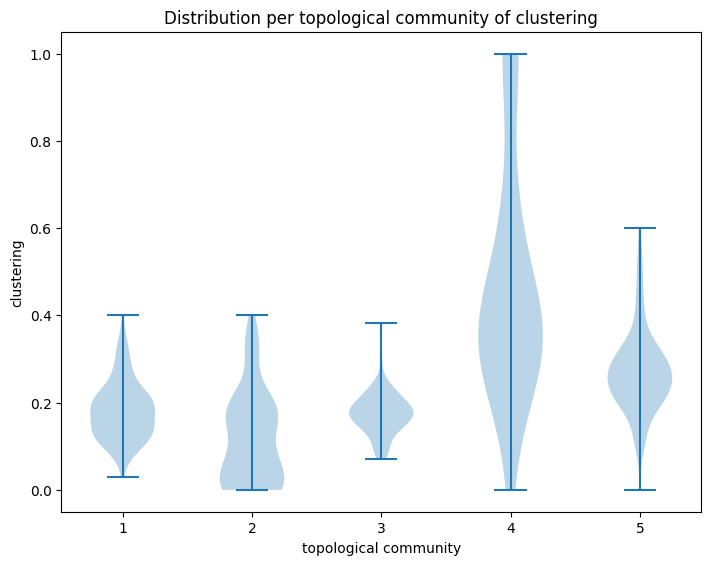 Distribution per topological community of clustering
clustering
1.0
0.8
0.6
0.4
0.2
0.0
1 2 3 4 5
topological community